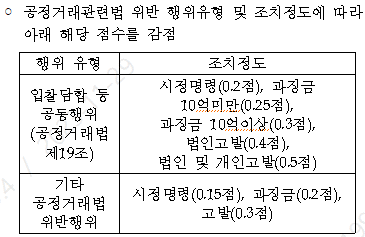 ○ 공정거래관련법 위반 행위유형 및 조치정도에 따라
아래 해당 점수를 감점
행위 유형
조치정도
입찰담합 등
공동행위
(공정거래법
제19조)
시정명령(0.2점), 과징금
10억미만(0.25점),
과징금 10억이상(0.3점),
법인고발(0.4점),
법인 및 개인고발(0.5점)
기타
공정거래법
위반행위
시정명령(0.15점), 과징금(0.2점),
고발(0.3점)